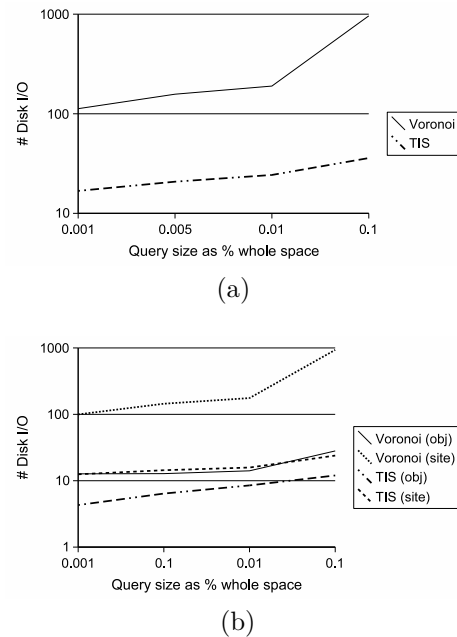 1000
100
10
# Disk I/O
0.001
0.005
0.01
0.1
Query size as % whole space
Voronoi
TIS
(a)
1000
100
10
1
# Disk I/O
0.001
0.1
0.01
0.1
Query size as % whole space
Voronoi (obj)
Voronoi (site)
TIS (obj)
TIS (site)
(b)